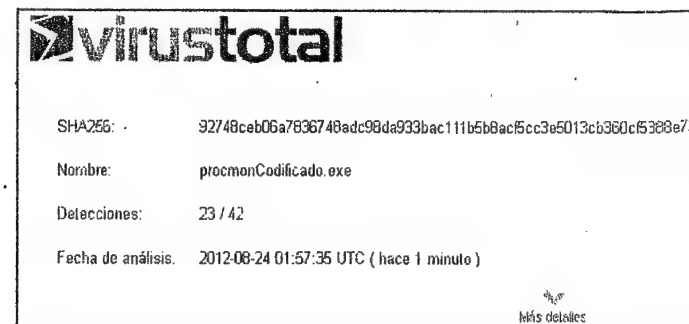 virustotal
SHA256: 92748ceb06a7836748adc98da933bac111b5b8acf5cc3e5013cb360cf5388e7
Nombre: procmonCodificado.exe
Detecciones: 23 / 42
Fecha de análisis. 2012-08-24 01:57:35 UTC ( hace 1 minuto )
Más detalles